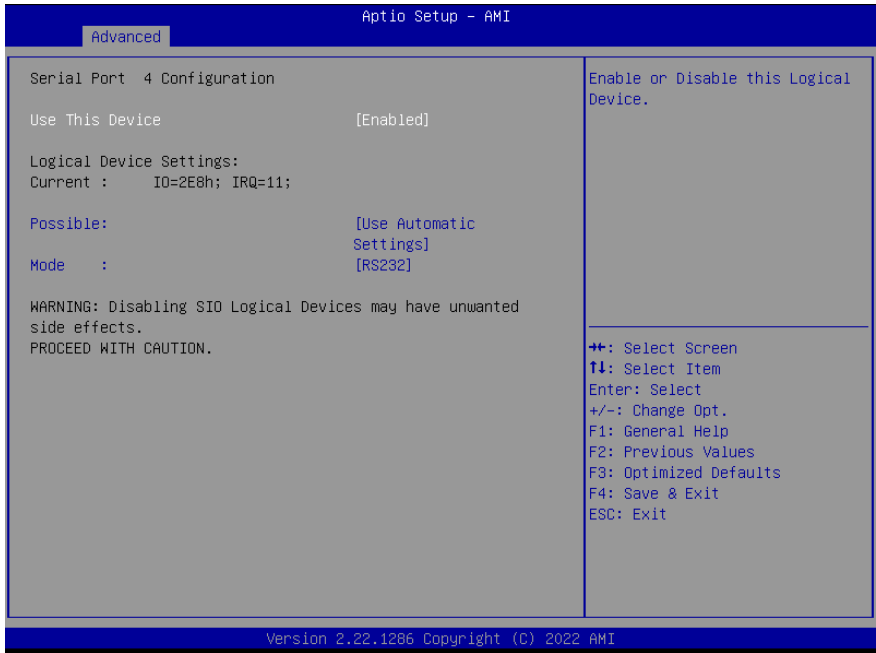 Aptio Setup – AMI
Advanced
Serial Port  4 Configuration
Use This Device [Enabled]
Logical Device Settings:
Current :     IO=2E8h; IRQ=11;
Possible: [Use Automatic
Settings]
Mode    : [RS232]
WARNING: Disabling SIO Logical Devices may have unwanted
side effects.
PROCEED WITH CAUTION.
Enable or Disable this Logical
Device.
→←: Select Screen
↑↓: Select Item
Enter: Select
+/-: Change Opt.
F1: General Help
F2: Previous Values
F3: Optimized Defaults
F4: Save & Exit
ESC: Exit
Version 2.22.1286 Copyright (C) 2022 AMI